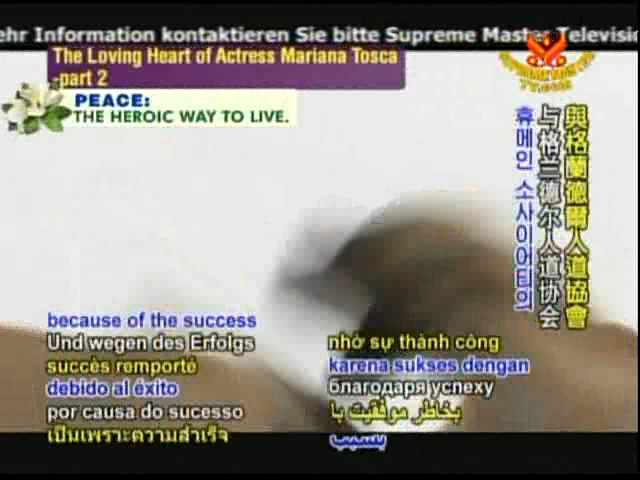 ehr Information kontaktieren Sie bitte Supreme Master Televisio
The Loving Heart of Actress Mariana Tosca
-part 2
PEACE:
THE HEROIC WAY TO LIVE.
與格蘭德爾人道協會
与格兰德尔人道协会
휴메인 소사이어티의
because of the success
Und wegen des Erfolgs
succès remporté
debido al éxito
por causa do sucesso
เป็นเพราะความสำเร็จ
nhờ sự thành công
karena sukses dengan
благодаря успеху
بخاطر موفقیت با
بسبب